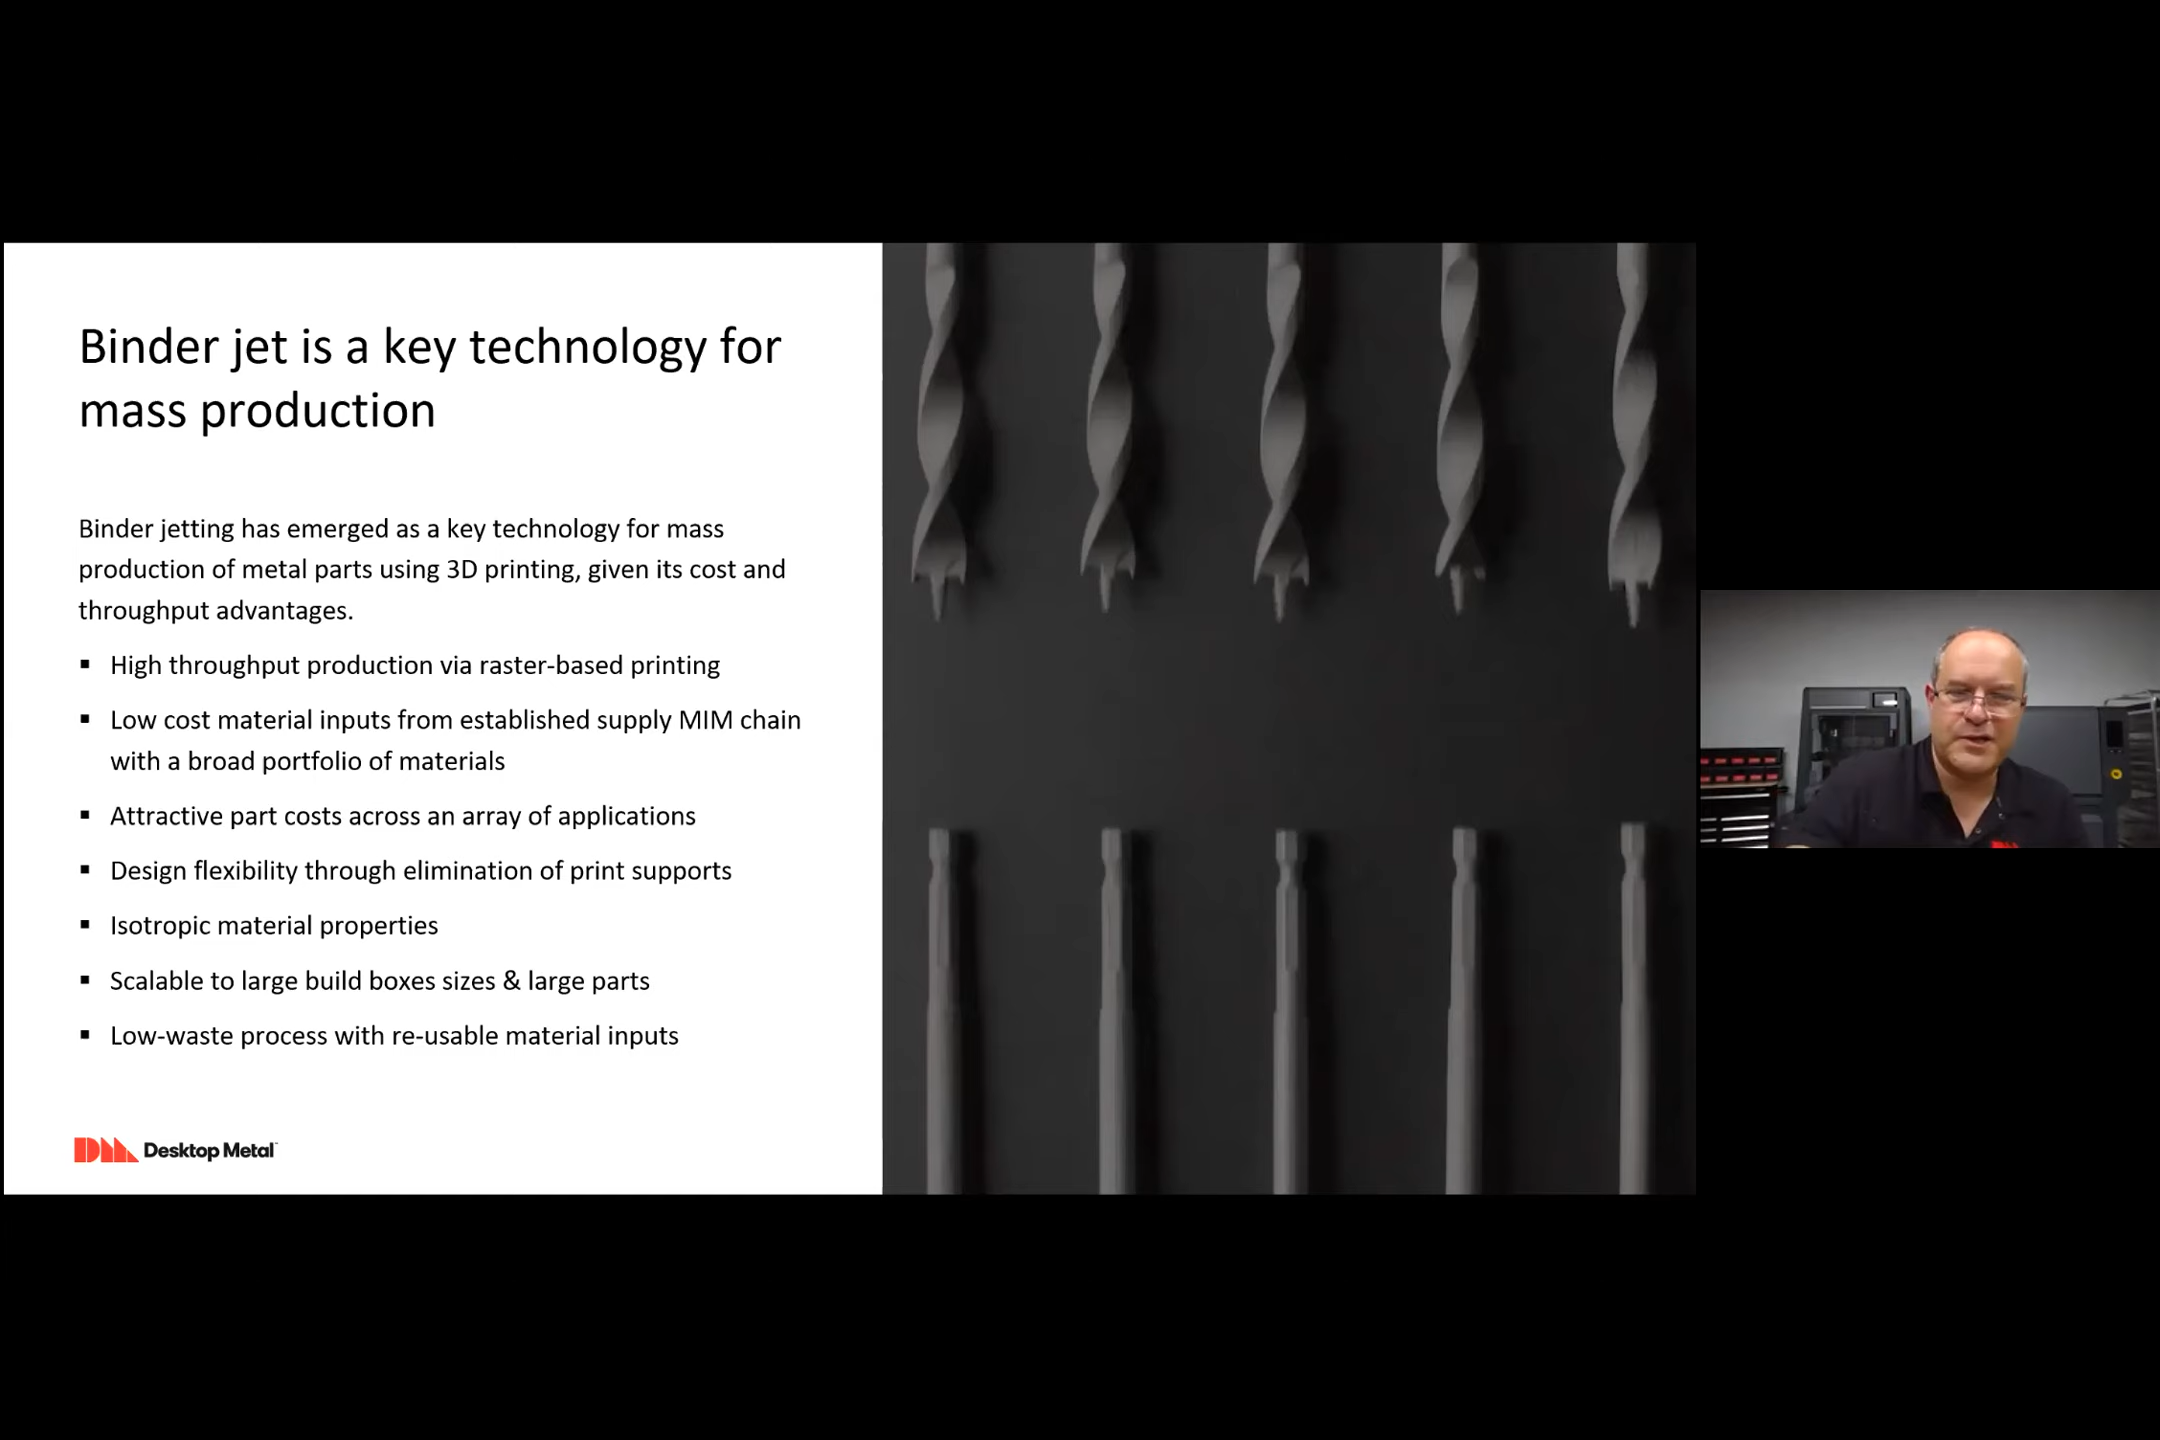 Binder jet is a key technology for
mass production
Binder jetting has emerged as a key technology for mass
production of metal parts using 3D printing, given its cost and
throughput advantages.
▪ High throughput production via raster-based printing
▪ Low cost material inputs from established supply MIM chain
with a broad portfolio of materials
▪ Attractive part costs across an array of applications
▪ Design flexibility through elimination of print supports
▪ Isotropic material properties
▪ Scalable to large build boxes sizes & large parts
▪ Low-waste process with re-usable material inputs
DM Desktop Metal